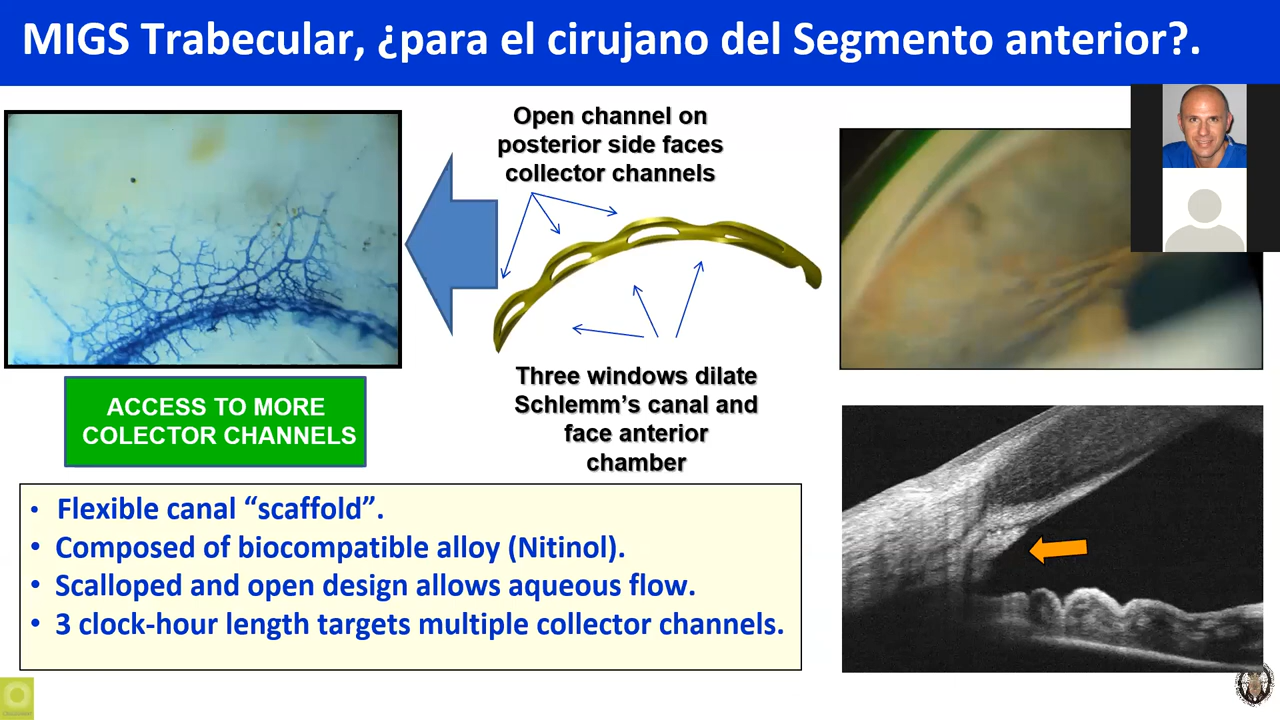 MIGS Trabecular, ¿para el cirujano del Segmento anterior?.
Open channel on
posterior side faces
collector channels
Three windows dilate
Schlemm’s canal and
face anterior
chamber
ACCESS TO MORE
COLECTOR CHANNELS
• Flexible canal “scaffold”.
• Composed of biocompatible alloy (Nitinol).
• Scalloped and open design allows aqueous flow.
• 3 clock-hour length targets multiple collector channels.